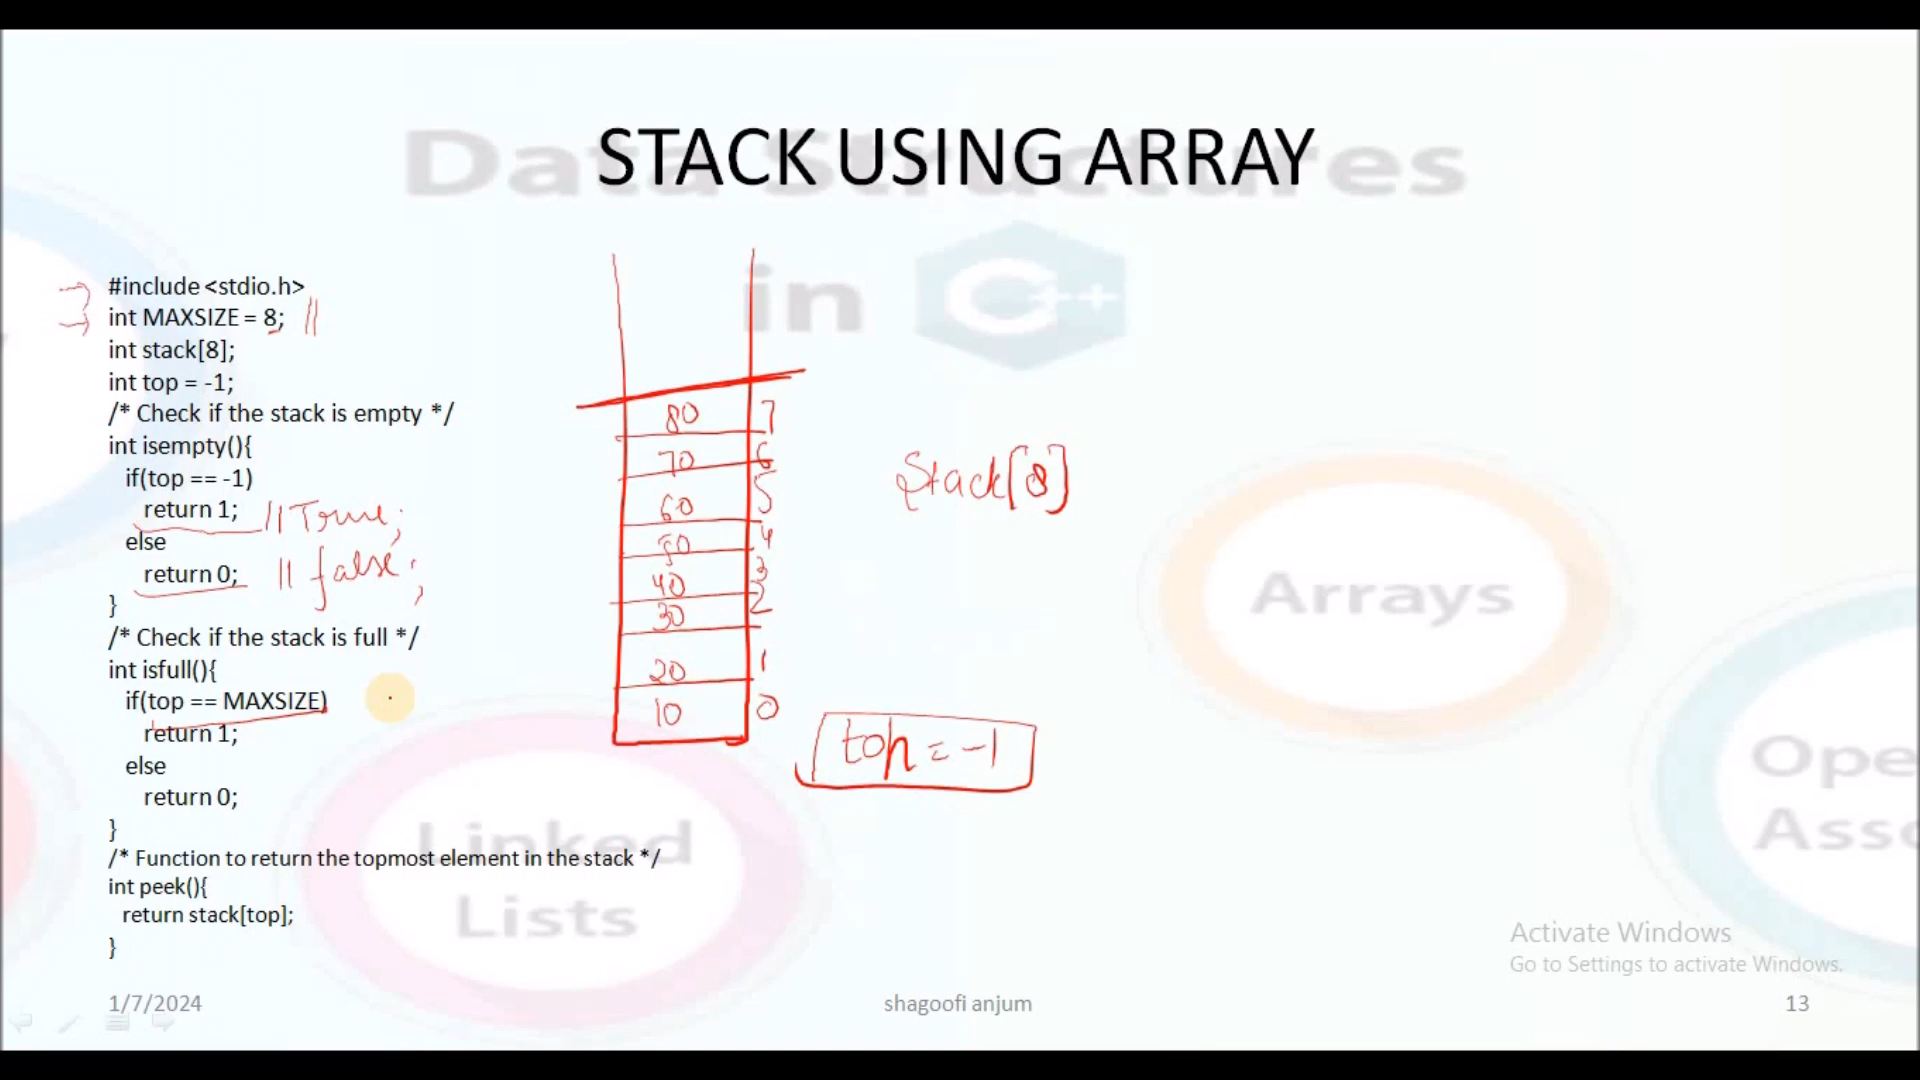 Data Structures
in C++
STACK USING ARRAY
#include <stdio.h>
int MAXSIZE = 8; //
int stack[8];
int top = -1;
/* Check if the stack is empty */
int isempty(){
if(top == -1)
return 1; // True;
else
return 0; // false;
}
/* Check if the stack is full */
int isfull(){
if(top == MAXSIZE)
return 1;
else
return 0;
}
/* Function to return the topmost element in the stack */
int peek(){
return stack[top];
}
80 7
70 6
60 5
50 4
40 3
30 2
20 1
10 0
Stack[8]
top = -1
Arrays
Linked
Lists
Ope
Asso
Activate Windows
Go to Settings to activate Windows.
1/7/2024
shagoofi anjum
13